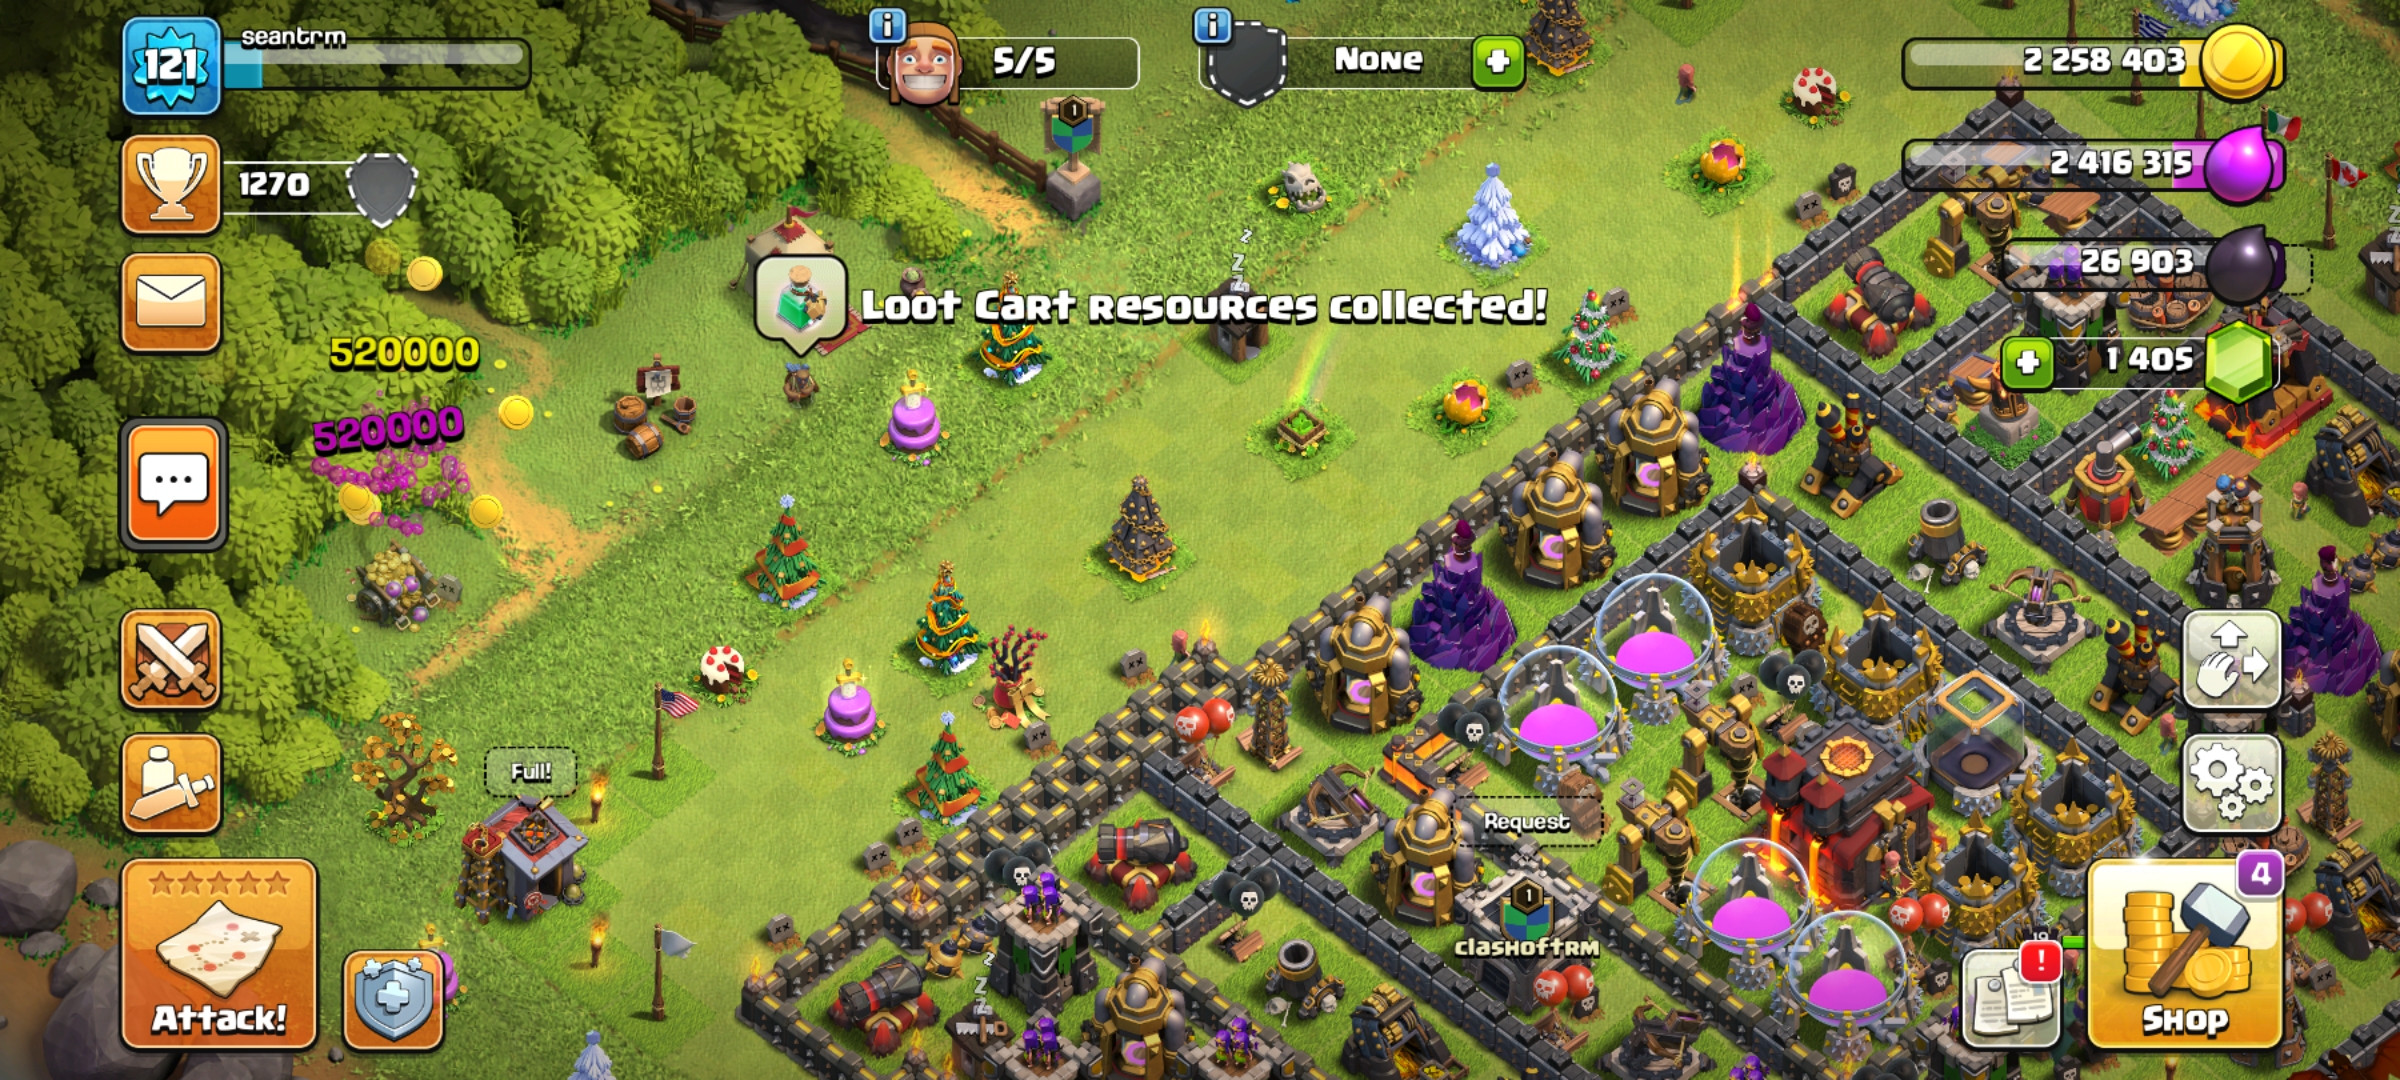 121
seantrm
5/5
None
2 258 403
1270
2 416 315
26 903
Loot Cart resources collected!
520000
1 405
520000
Full!
Request
1
1
clashoftrm
4
!
Attack!
Shop